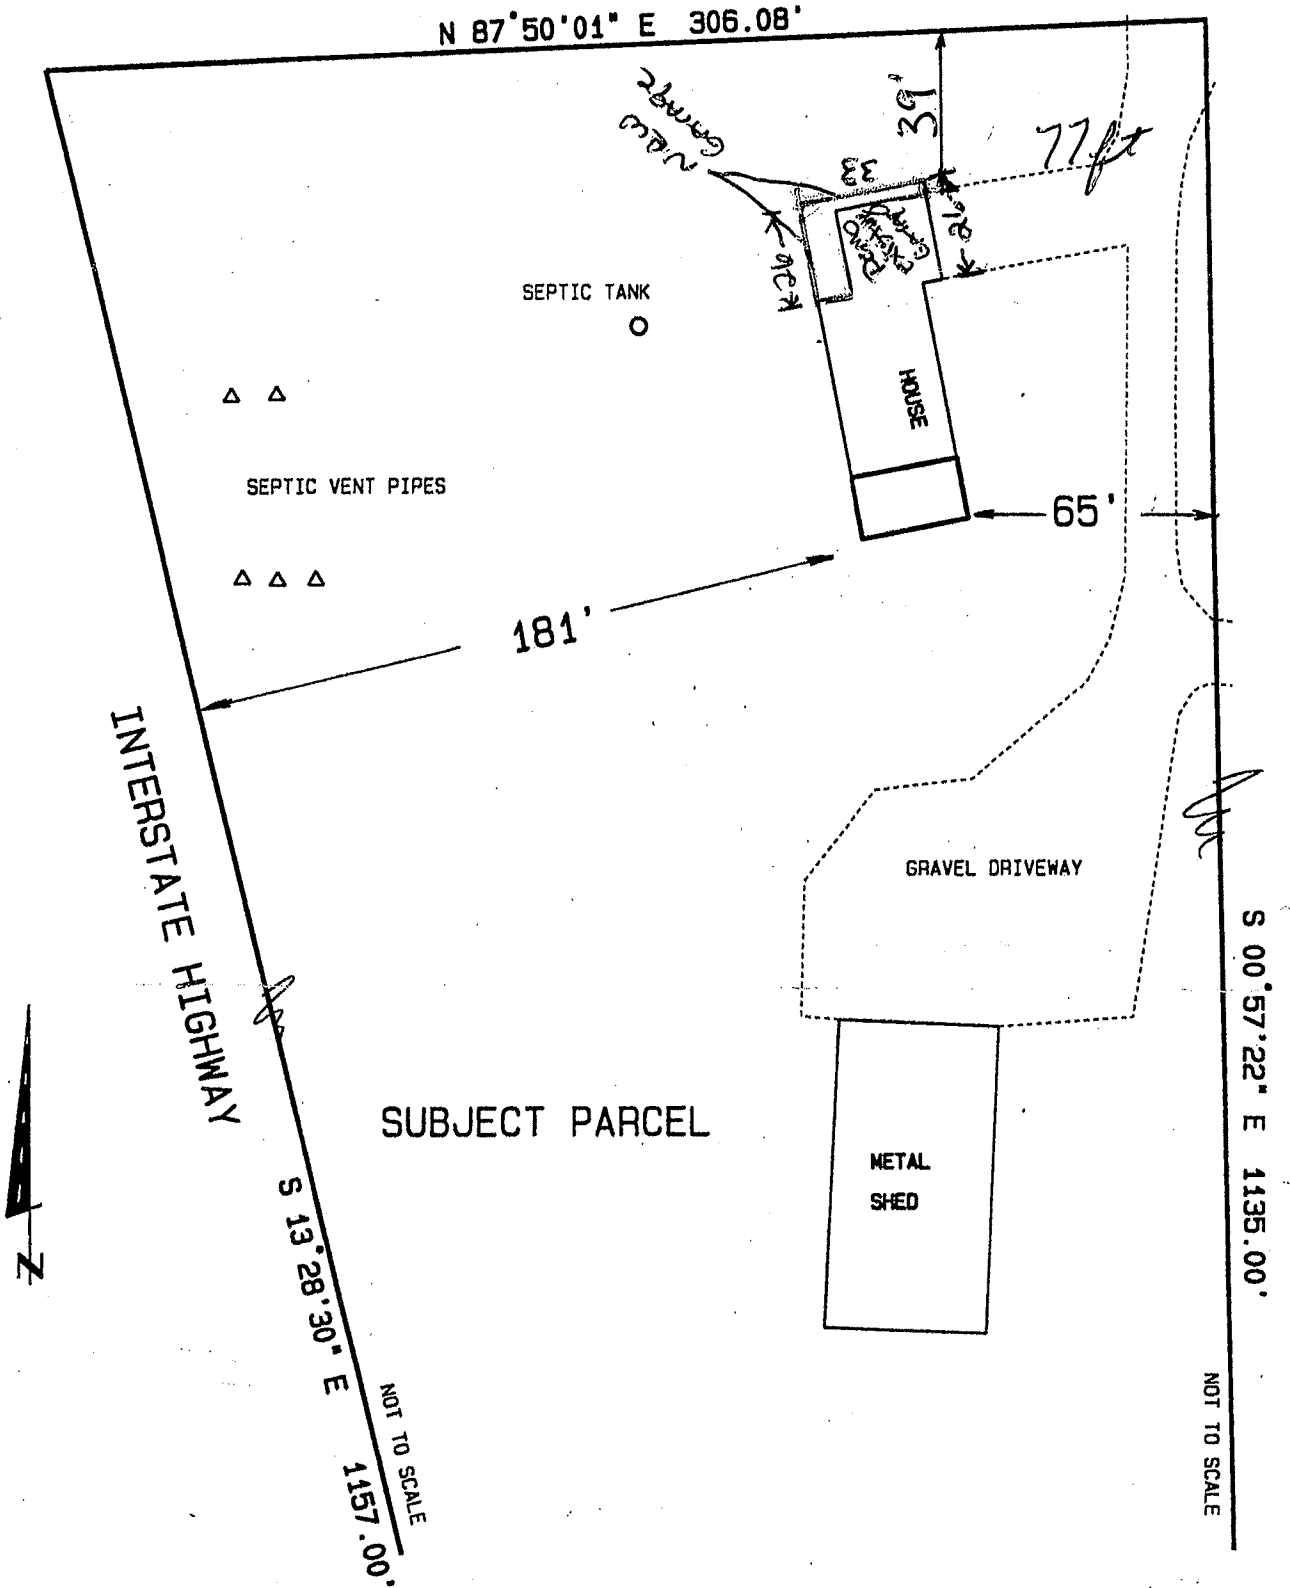 N 87°50'01" E 306.08'
New
Garage
39'
77 ft
33
26
26
Demo
Existing
SEPTIC TANK
HOUSE
SEPTIC VENT PIPES
65'
181'
INTERSTATE HIGHWAY
GRAVEL DRIVEWAY
S 00°57'22" E 1135.00'
SUBJECT PARCEL
METAL
SHED
N
S 13°28'30" E 1157.00'
NOT TO SCALE
NOT TO SCALE